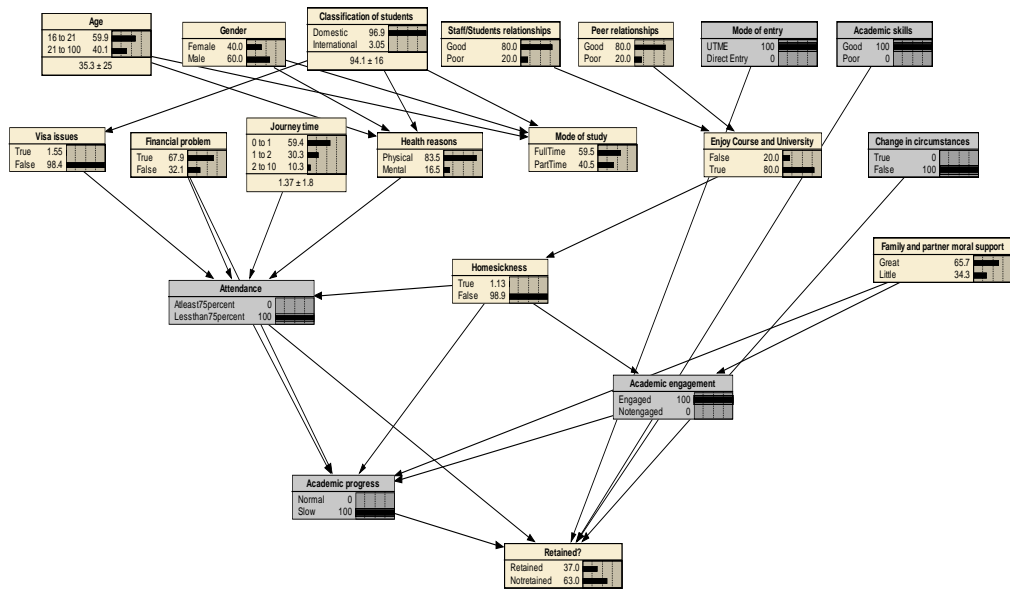 Age
16 to 21 59.9
21 to 100 40.1
35.3 ± 25
Gender
Female 40.0
Male 60.0
Classification of students
Domestic 96.9
International 3.05
94.1 ± 16
Staff/Students relationships
Good 80.0
Poor 20.0
Peer relationships
Good 80.0
Poor 20.0
Mode of entry
UTME 100
Direct Entry 0
Academic skills
Good 100
Poor 0
Visa issues
True 1.55
False 98.4
Financial problem
True 67.9
False 32.1
Journey time
0 to 1 59.4
1 to 2 30.3
2 to 10 10.3
1.37 ± 1.8
Health reasons
Physical 83.5
Mental 16.5
Mode of study
FullTime 59.5
PartTime 40.5
Enjoy Course and University
False 20.0
True 80.0
Change in circumstances
True 0
False 100
Family and partner moral support
Great 65.7
Little 34.3
Homesickness
True 1.13
False 98.9
Attendance
Atleast75percent 0
Lessthan75percent 100
Academic engagement
Engaged 100
Notengaged 0
Academic progress
Normal 0
Slow 100
Retained?
Retained 37.0
Notretained 63.0